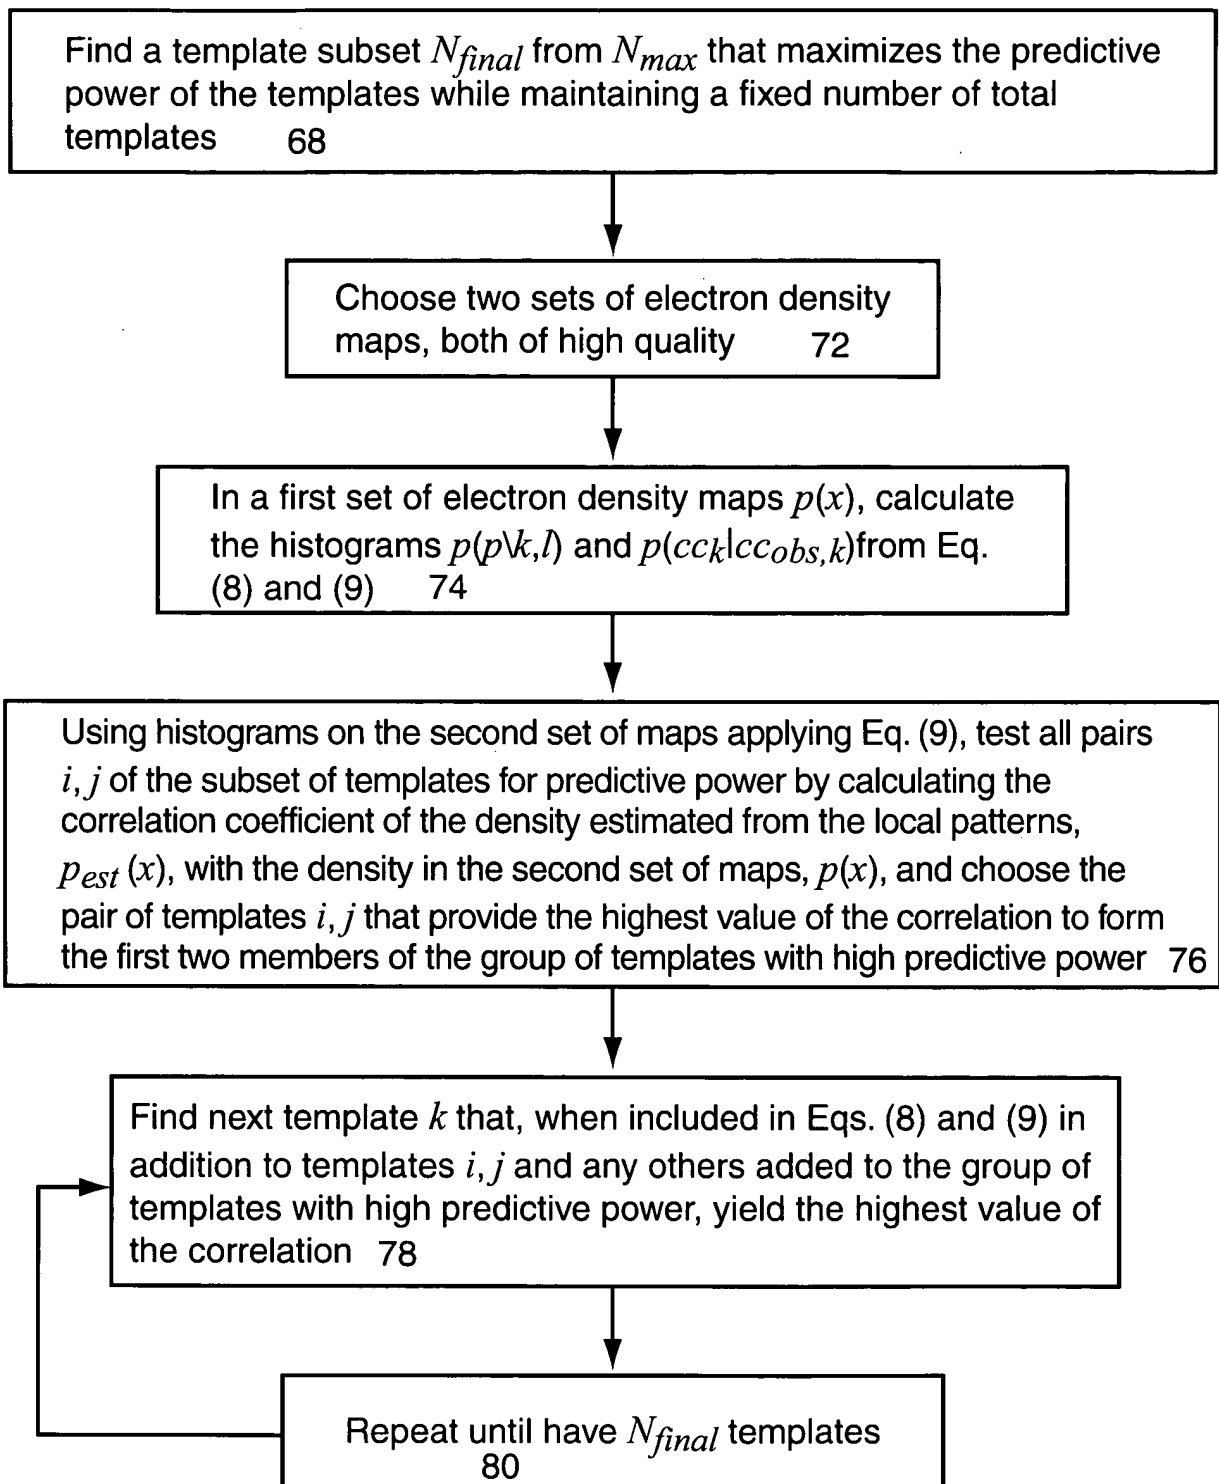 Find a template subset N_final from N_max that maximizes the predictive
power of the templates while maintaining a fixed number of total
templates 68
Choose two sets of electron density
maps, both of high quality 72
In a first set of electron density maps p(x), calculate
the histograms p(p\k,l) and p(cc_k|cc_obs,k)from Eq.
(8) and (9) 74
Using histograms on the second set of maps applying Eq. (9), test all pairs
i,j of the subset of templates for predictive power by calculating the
correlation coefficient of the density estimated from the local patterns,
p_est (x), with the density in the second set of maps, p(x), and choose the
pair of templates i,j that provide the highest value of the correlation to form
the first two members of the group of templates with high predictive power 76
Find next template k that, when included in Eqs. (8) and (9) in
addition to templates i,j and any others added to the group of
templates with high predictive power, yield the highest value of
the correlation 78
Repeat until have N_final templates
80